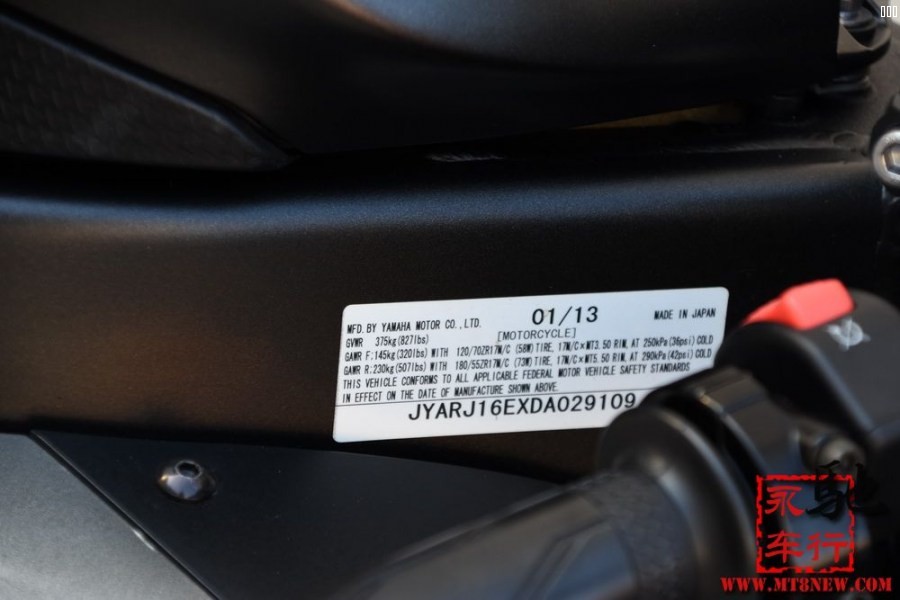 MFD. BY YAMAHA MOTOR CO., LTD. 01/13 MADE IN JAPAN
GVWR 375kg(827lbs) [MOTORCYCLE]
GAWR F:145kg(320lbs) WITH 120/70ZR17M/C (58W) TIRE, 17M/C×MT3.50 RIM, AT 250kPa(36psi) COLD
GAWR R:230kg(507lbs) WITH 180/55ZR17M/C (73W) TIRE, 17M/C×MT5.50 RIM, AT 290kPa(42psi) COLD
THIS VEHICLE CONFORMS TO ALL APPLICABLE FEDERAL MOTOR VEHICLE SAFETY STANDARDS
IN EFFECT ON THE DATE OF MANUFACTURE SHOWN ABOVE.
JYARJ16EXDA029109
永驰
车行
WWW.MT8NEW.COM